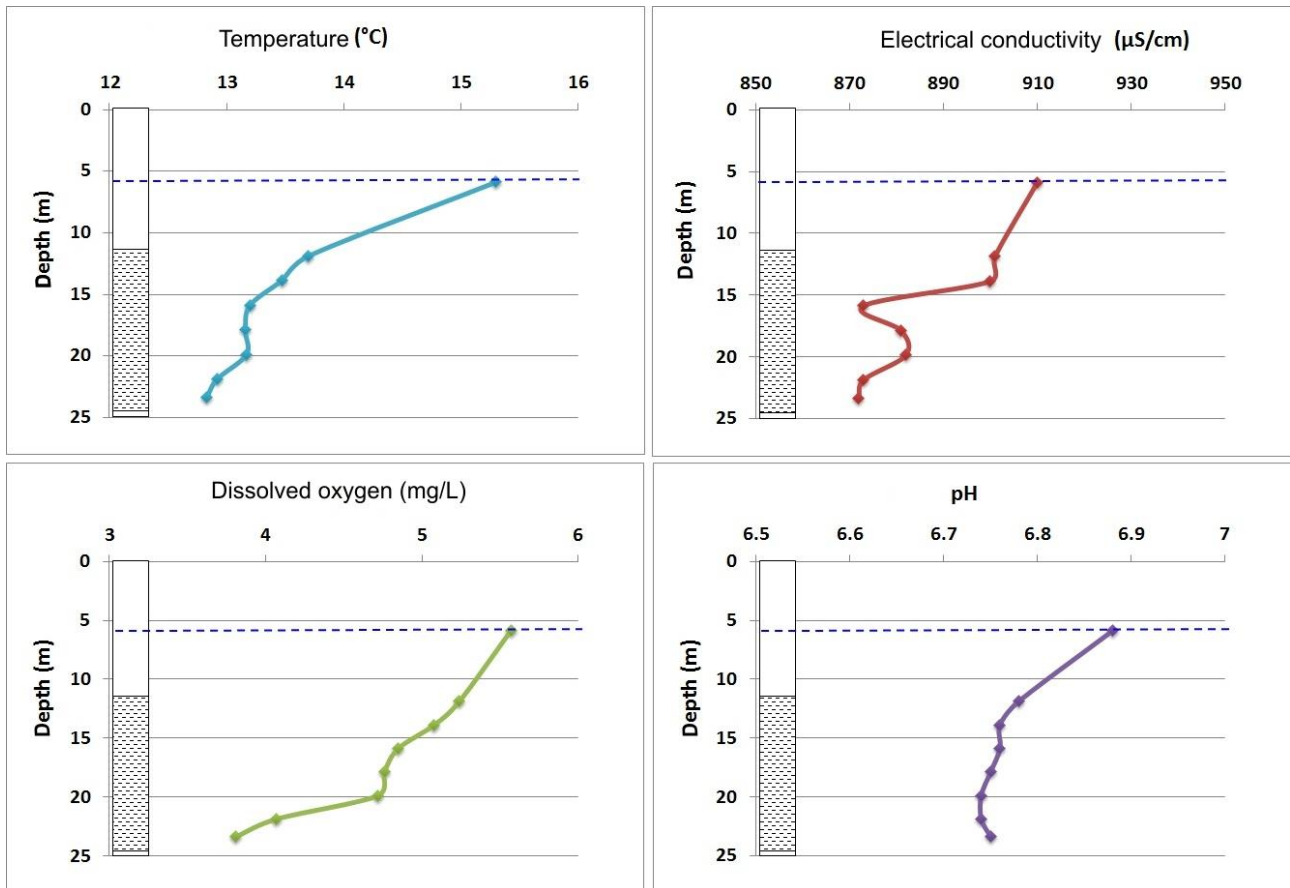 Temperature (°C)
12 13 14 15 16
0
5
10
15
20
25
Depth (m)
Electrical conductivity (µS/cm)
850 870 890 910 930 950
0
5
10
15
20
25
Depth (m)
Dissolved oxygen (mg/L)
3 4 5 6
0
5
10
15
20
25
Depth (m)
pH
6.5 6.6 6.7 6.8 6.9 7
0
5
10
15
20
25
Depth (m)